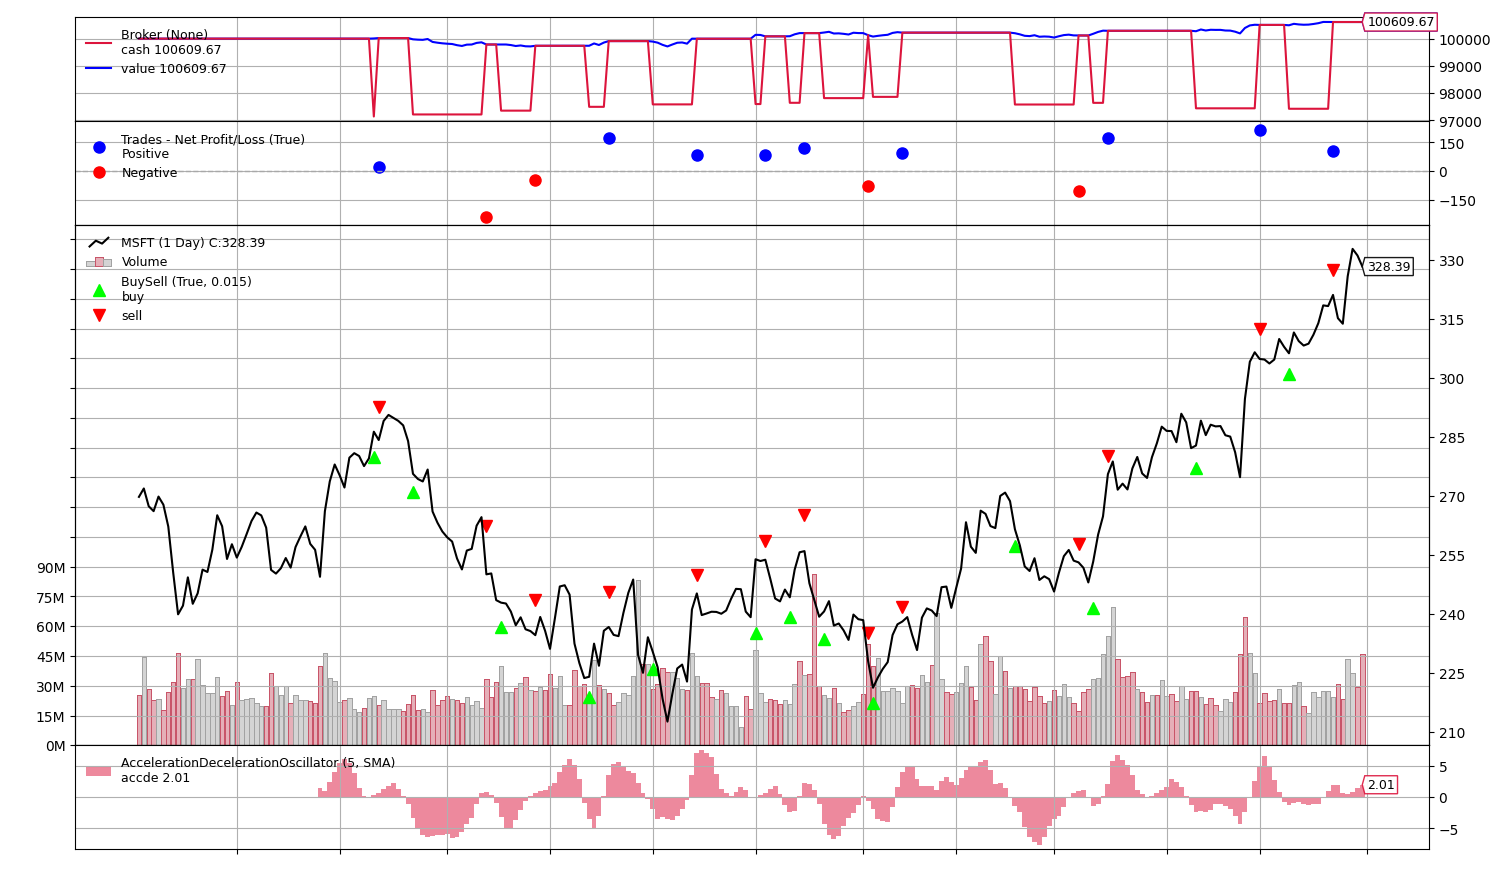 Broker (None)
cash 100609.67
value 100609.67
100609.67
100000
99000
98000
97000
Trades - Net Profit/Loss (True)
Positive
Negative
150
0
−150
MSFT (1 Day) C:328.39
Volume
BuySell (True, 0.015)
buy
sell
330
328.39
315
300
285
270
255
240
225
210
90M
75M
60M
45M
30M
15M
0M
AccelerationDecelerationOscillator (5, SMA)
accde 2.01
5
2.01
0
−5